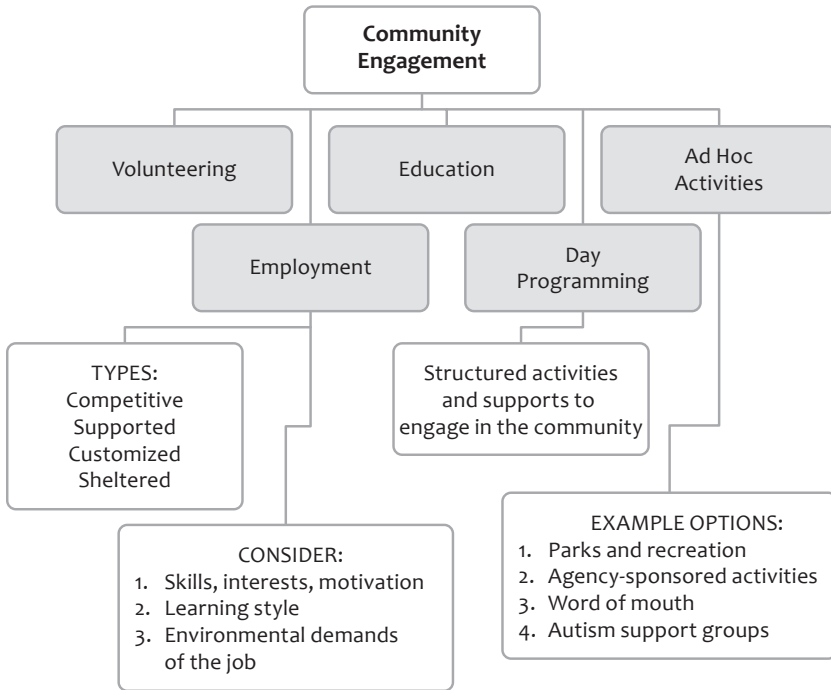 Community
Engagement
Volunteering
Education
Ad Hoc
Activities
Employment
Day
Programming
TYPES:
Competitive
Supported
Customized
Sheltered
Structured activities
and supports to
engage in the community
CONSIDER:
1. Skills, interests, motivation
2. Learning style
3. Environmental demands
of the job
EXAMPLE OPTIONS:
1. Parks and recreation
2. Agency-sponsored activities
3. Word of mouth
4. Autism support groups